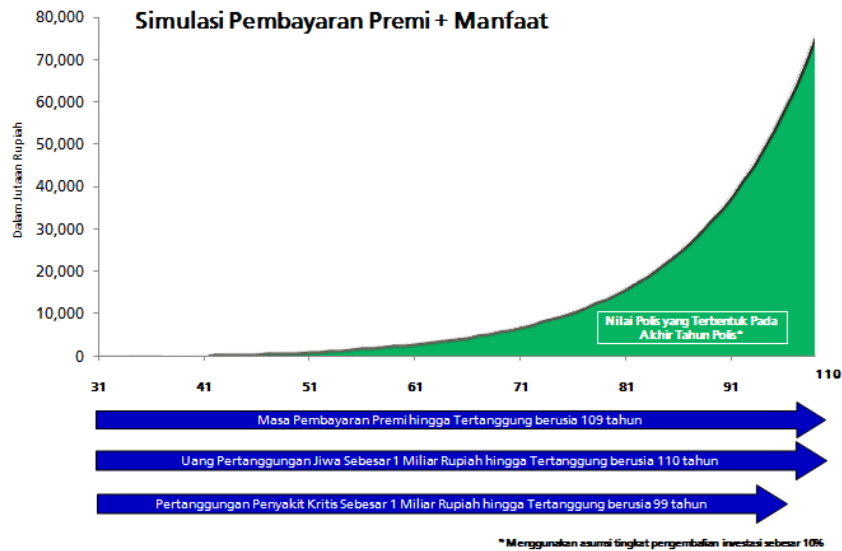 Simulasi Pembayaran Premi + Manfaat
Dalam Jutaan Rupiah
80,000
70,000
60,000
50,000
40,000
30,000
20,000
10,000
0
Nilai Polis yang Terbentuk Pada
Akhir Tahun Polis*
31 41 51 61 71 81 91 110
Masa Pembayaran Premi hingga Tertanggung berusia 109 tahun
Uang Pertanggungan Jiwa Sebesar 1 Miliar Rupiah hingga Tertanggung berusia 110 tahun
Pertanggungan Penyakit Kritis Sebesar 1 Miliar Rupiah hingga Tertanggung berusia 99 tahun
* Menggunakan asumsi tingkat pengembalian investasi sebesar 10%